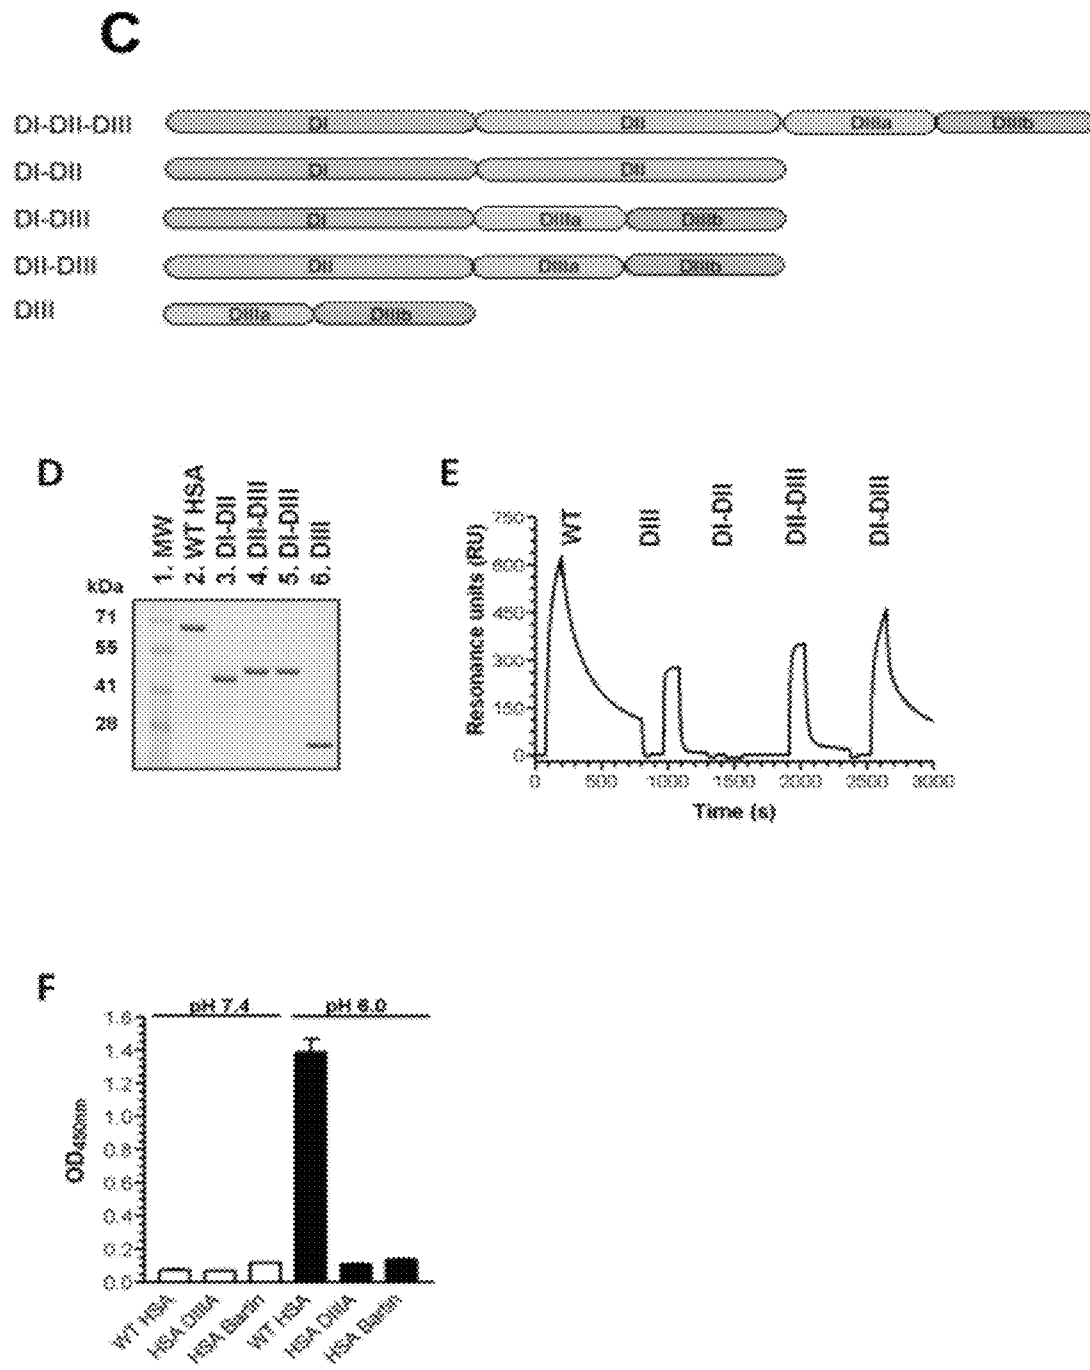 C
DI-DII-DIII
DI
DII
DIIIa
DIIIb
DI-DII
DI
DII
DI-DIII
DI
DIIIa
DIIIb
DII-DIII
DII
DIIIa
DIIIb
DIII
DIIIa
DIIIb
D
1. MW
2. WT HSA
3. DI-DII
4. DII-DIII
5. DI-DIII
6. DIII
kDa
71
55
41
28
E
WT
DIII
DI-DII
DII-DIII
DI-DIII
Resonance units (RU)
750
600
450
300
150
0
0 500 1000 1500 2000 2500 3000
Time (s)
F
pH 7.4
pH 6.0
OD450nm
1.6
1.4
1.2
1.0
0.8
0.6
0.4
0.2
0.0
WT HSA
HSA DIIIA
HSA Bartin
WT HSA
HSA DIIIA
HSA Bartin